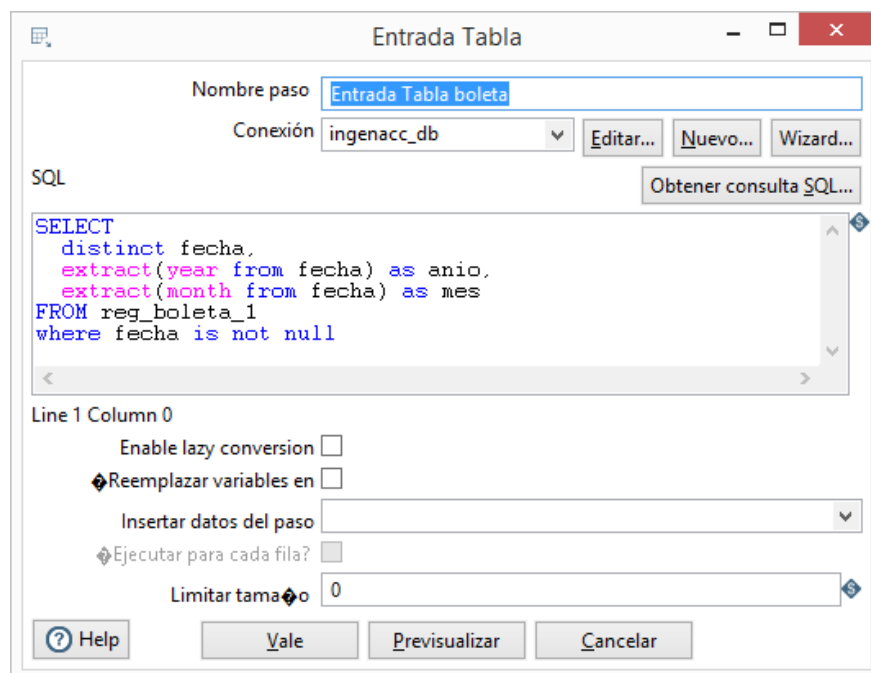 Entrada Tabla
Nombre paso Entrada Tabla boleta
Conexión ingenacc_db Editar... Nuevo... Wizard...
SQL
Obtener consulta SQL...
SELECT
  distinct fecha,
  extract(year from fecha) as anio,
  extract(month from fecha) as mes
FROM reg_boleta_1
where fecha is not null
Line 1 Column 0
Enable lazy conversion
�Reemplazar variables en
Insertar datos del paso
�Ejecutar para cada fila?
Limitar tama�o 0
Help Vale Previsualizar Cancelar